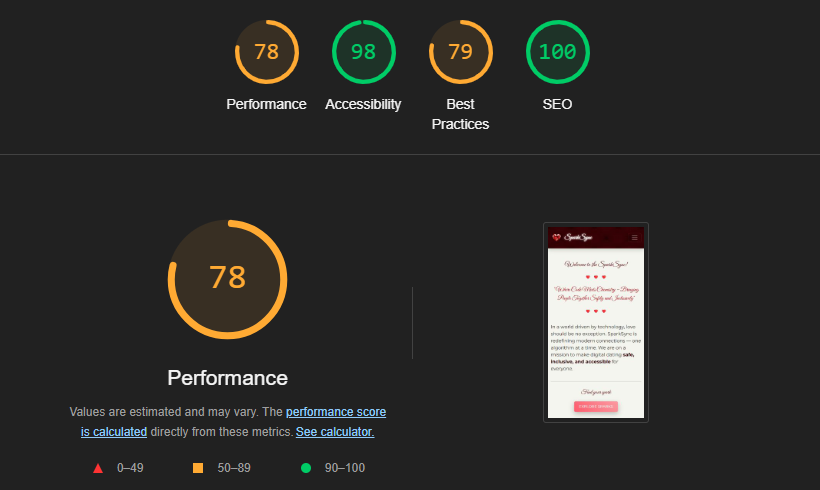 78
98
79
100
Performance
Accessibility
Best
Practices
SEO
78
Performance
Values are estimated and may vary. The performance score
is calculated directly from these metrics. See calculator.
0–49
50–89
90–100
SparkSync
Welcome to the SparkSync!
"Where Code Meets Chemistry – Bringing
People Together Safely and Inclusively"
In a world driven by technology, love
should be no exception. SparkSync is
redefining modern connections — one
algorithm at a time. We are on a
mission to make digital dating safe,
inclusive, and accessible for
everyone.
Find your spark